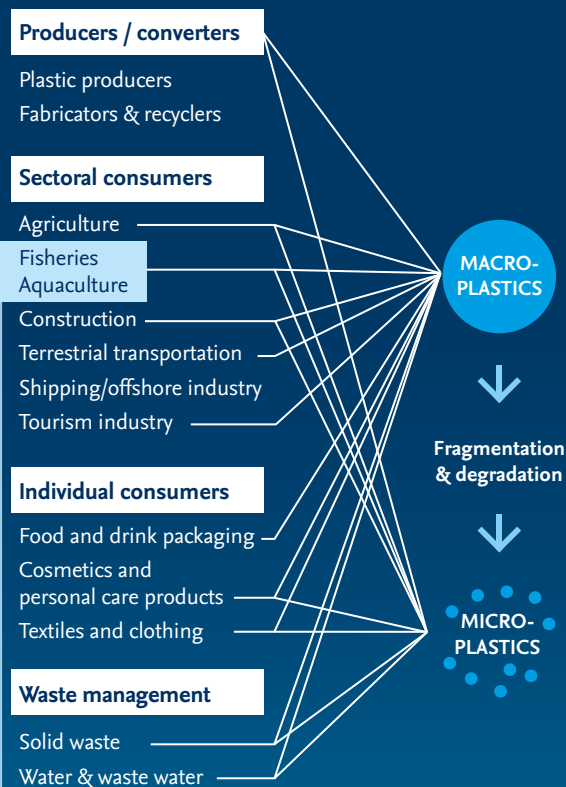 Producers / converters
Plastic producers
Fabricators & recyclers
Sectoral consumers
Agriculture
Fisheries
Aquaculture
Construction
Terrestrial transportation
Shipping/offshore industry
Tourism industry
Individual consumers
Food and drink packaging
Cosmetics and
personal care products
Textiles and clothing
Waste management
Solid waste
Water & waste water
MACRO-
PLASTICS
Fragmentation
& degradation
MICRO-
PLASTICS